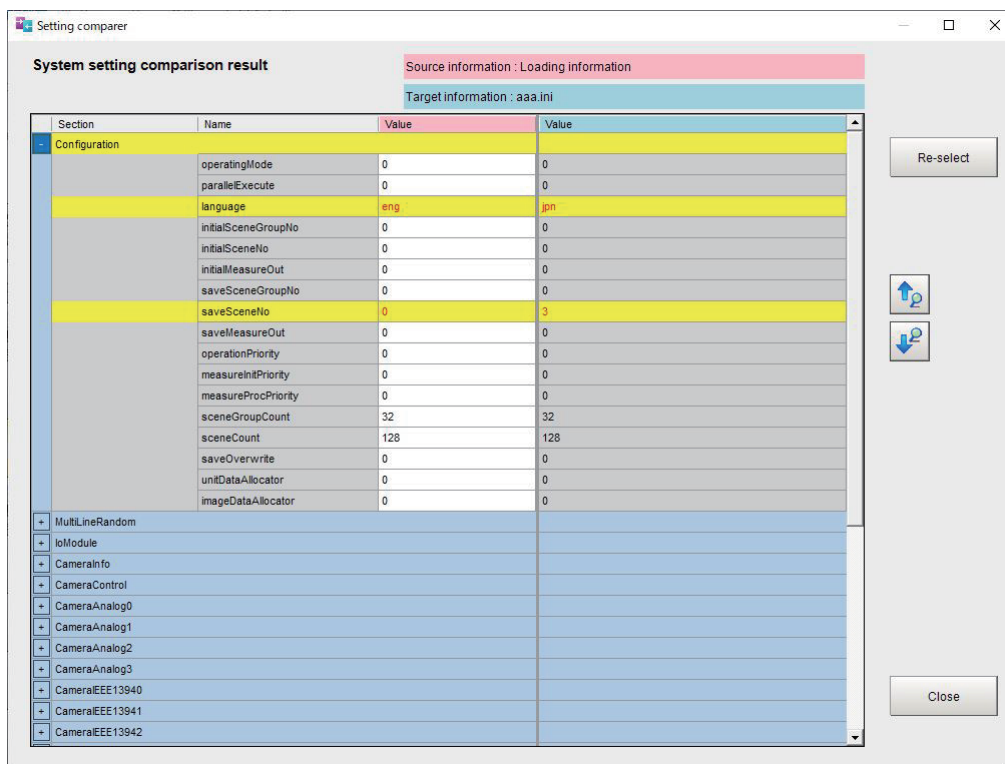 Setting comparer
System setting comparison result
Source information : Loading information
Target information : aaa.ini
Section Name Value Value
- Configuration
operatingMode 0 0
parallelExecute 0 0
language eng jpn
initialSceneGroupNo 0 0
initialSceneNo 0 0
initialMeasureOut 0 0
saveSceneGroupNo 0 0
saveSceneNo 0 3
saveMeasureOut 0 0
operationPriority 0 0
measureInitPriority 0 0
measureProcPriority 0 0
sceneGroupCount 32 32
sceneCount 128 128
saveOverwrite 0 0
unitDataAllocator 0 0
imageDataAllocator 0 0
+ MultiLineRandom
+ IoModule
+ CameraInfo
+ CameraControl
+ CameraAnalog0
+ CameraAnalog1
+ CameraAnalog2
+ CameraAnalog3
+ CameraIEEE13940
+ CameraIEEE13941
+ CameraIEEE13942
Re-select
Close